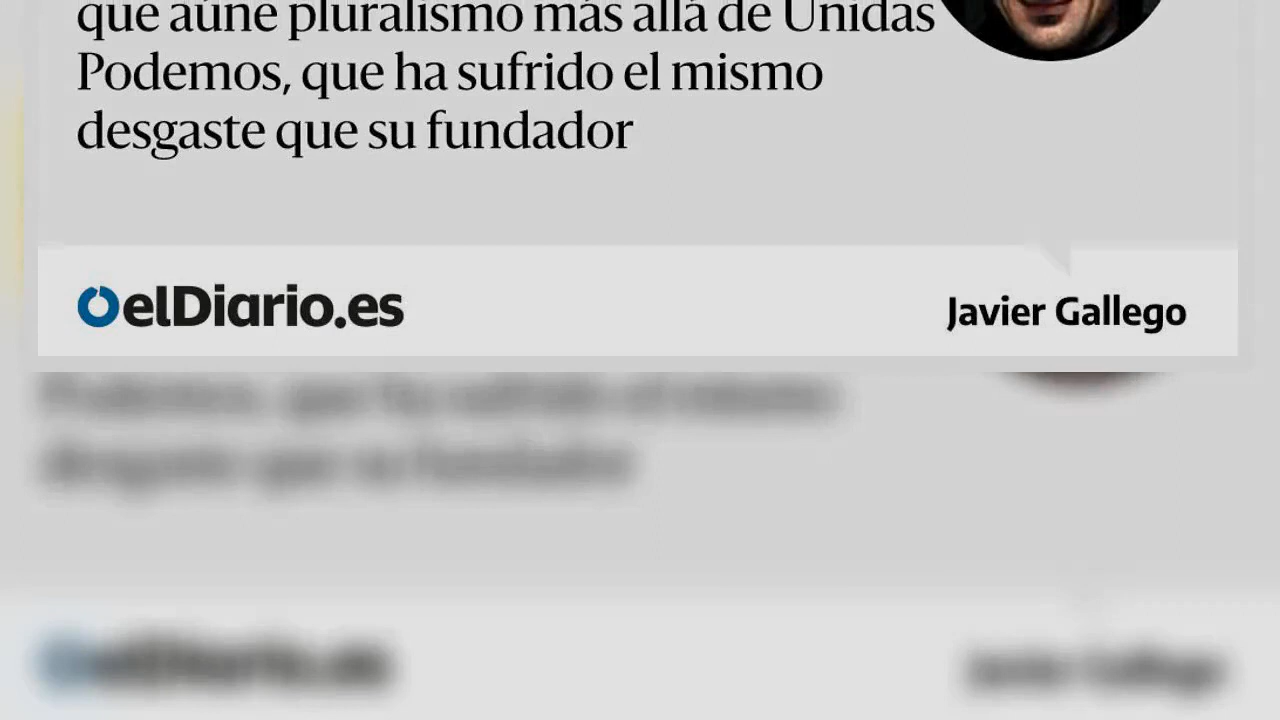 que aúne pluralismo más allá de Unidas
Podemos, que ha sufrido el mismo
desgaste que su fundador
elDiario.es
Javier Gallego